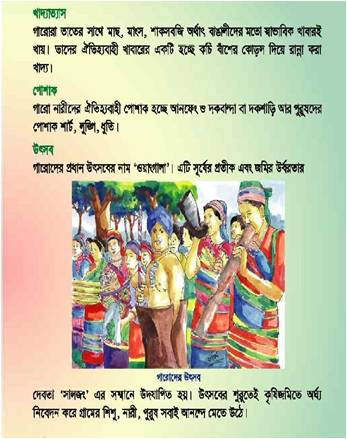 খাদ্যাভ্যাস
গারোরা ভাতের সাথে মাছ, মাংস, শাকসবজি অর্থাৎ বাঙালীদের মতো স্বাভাবিক খাবারই
খায়। তাদের ঐতিহ্যবাহী খাবারের একটি হচ্ছে কচি বাঁশের কোড়ল দিয়ে রান্না করা
খাদ্য।
পোশাক
গারো নারীদের ঐতিহ্যবাহী পোশাক হচ্ছে আনফেং ও দকবান্দা বা দকশাড়ি আর পুরুষদের
পোশাক শার্ট, লুঙ্গি, ধুতি।
উৎসব
গারোদের প্রধান উৎসবের নাম ‘ওয়াংগালা’। এটি সূর্যের প্রতীক এবং জমির উর্বরতার
গারোদের উৎসব
দেবতা ‘সালজং’ এর সম্মানে উদযাপিত হয়। উৎসবের শুরুতেই কৃষিজমিতে অর্ঘ্য
নিবেদন করে গ্রামের শিশু, নারী, পুরুষ সবাই আনন্দে মেতে উঠে।